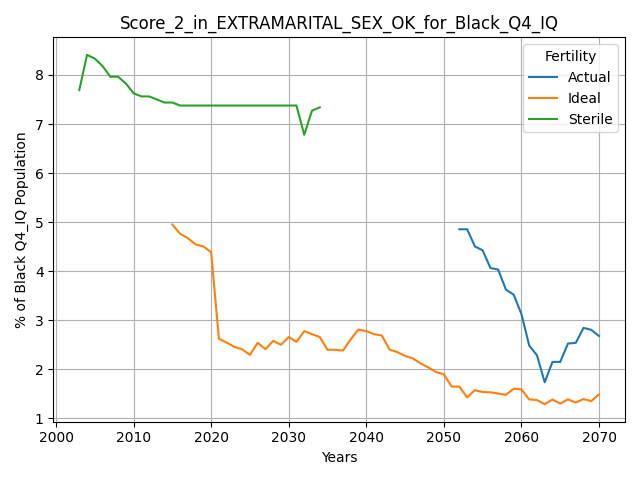 Score_2_in_EXTRAMARITAL_SEX_OK_for_Black_Q4_IQ
Fertility
Actual
Ideal
Sterile
% of Black Q4_IQ Population
8
7
6
5
4
3
2
1
2000 2010 2020 2030 2040 2050 2060 2070
Years